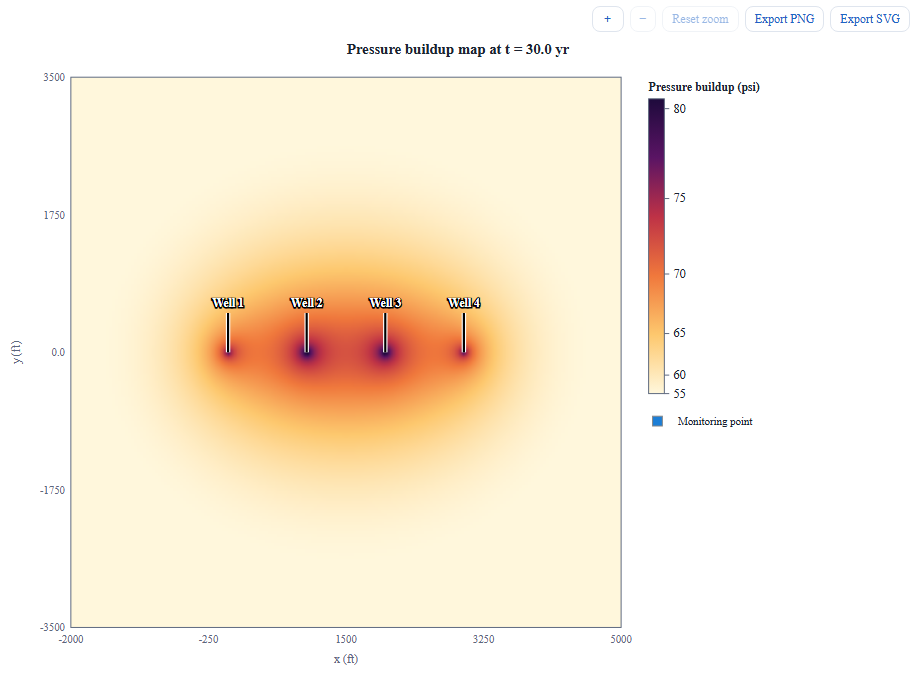 + − Reset zoom Export PNG Export SVG
Pressure buildup map at t = 30.0 yr
Pressure buildup (psi)
80
75
70
65
60
55
Monitoring point
3500
1750
0.0
-1750
-3500
y (ft)
Well 1 Well 2 Well 3 Well 4
-2000 -250 1500 3250 5000
x (ft)